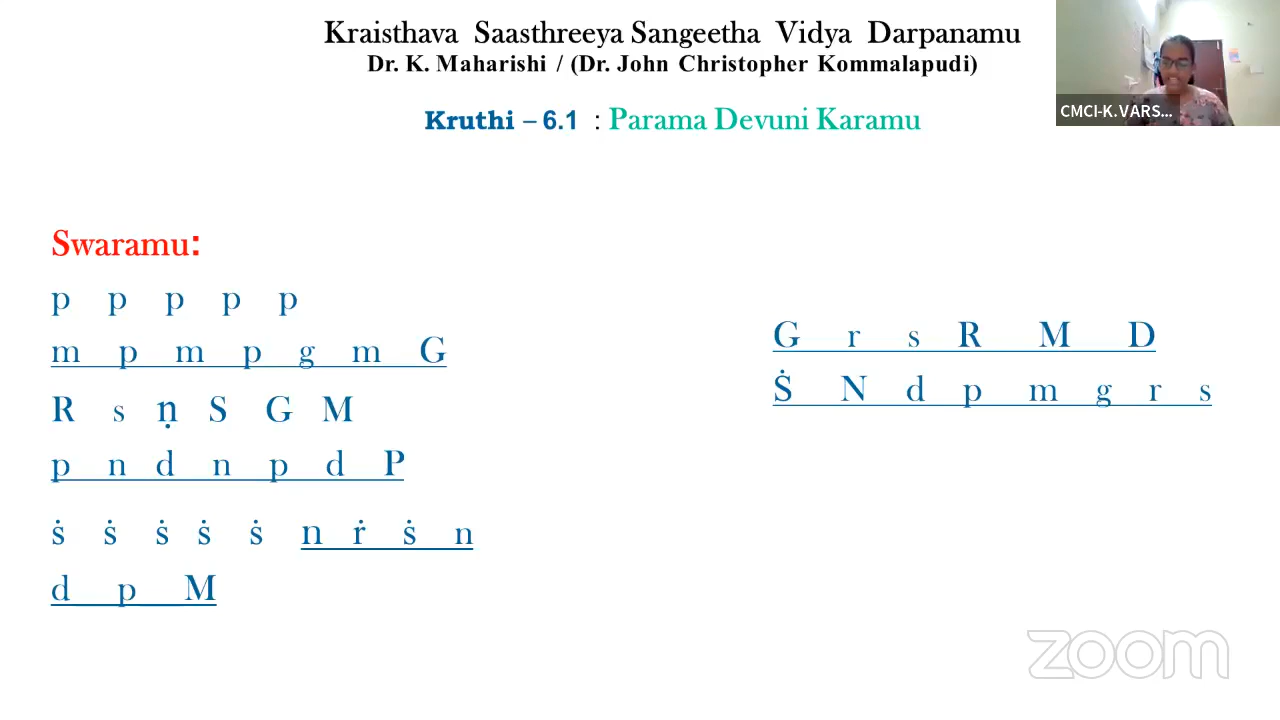 Kraisthava Saasthreeya Sangeetha Vidya Darpanamu
Dr. K. Maharishi / (Dr. John Christopher Kommalapudi)
CMCI-K.VARS...
Kruthi – 6.1 : Parama Devuni Karamu
Swaramu:
p p p p p
m p m p g m G
R s ṇ S G M
p n d n p d P
ṡ ṡ ṡ ṡ ṡ n ṙ ṡ n
d p M
G r s R M D
Ṡ N d p m g r s
zoom